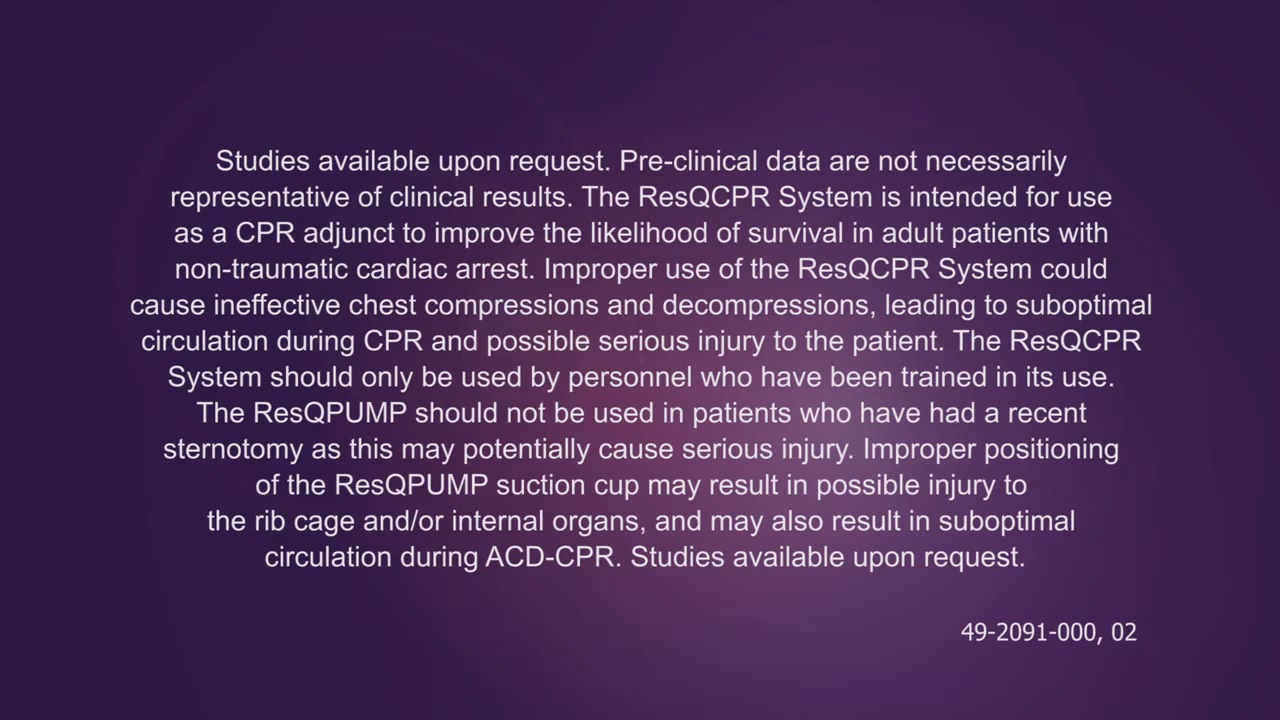 Studies available upon request. Pre-clinical data are not necessarily
representative of clinical results. The ResQCPR System is intended for use
as a CPR adjunct to improve the likelihood of survival in adult patients with
non-traumatic cardiac arrest. Improper use of the ResQCPR System could
cause ineffective chest compressions and decompressions, leading to suboptimal
circulation during CPR and possible serious injury to the patient. The ResQCPR
System should only be used by personnel who have been trained in its use.
The ResQPUMP should not be used in patients who have had a recent
sternotomy as this may potentially cause serious injury. Improper positioning
of the ResQPUMP suction cup may result in possible injury to
the rib cage and/or internal organs, and may also result in suboptimal
circulation during ACD-CPR. Studies available upon request.
49-2091-000, 02